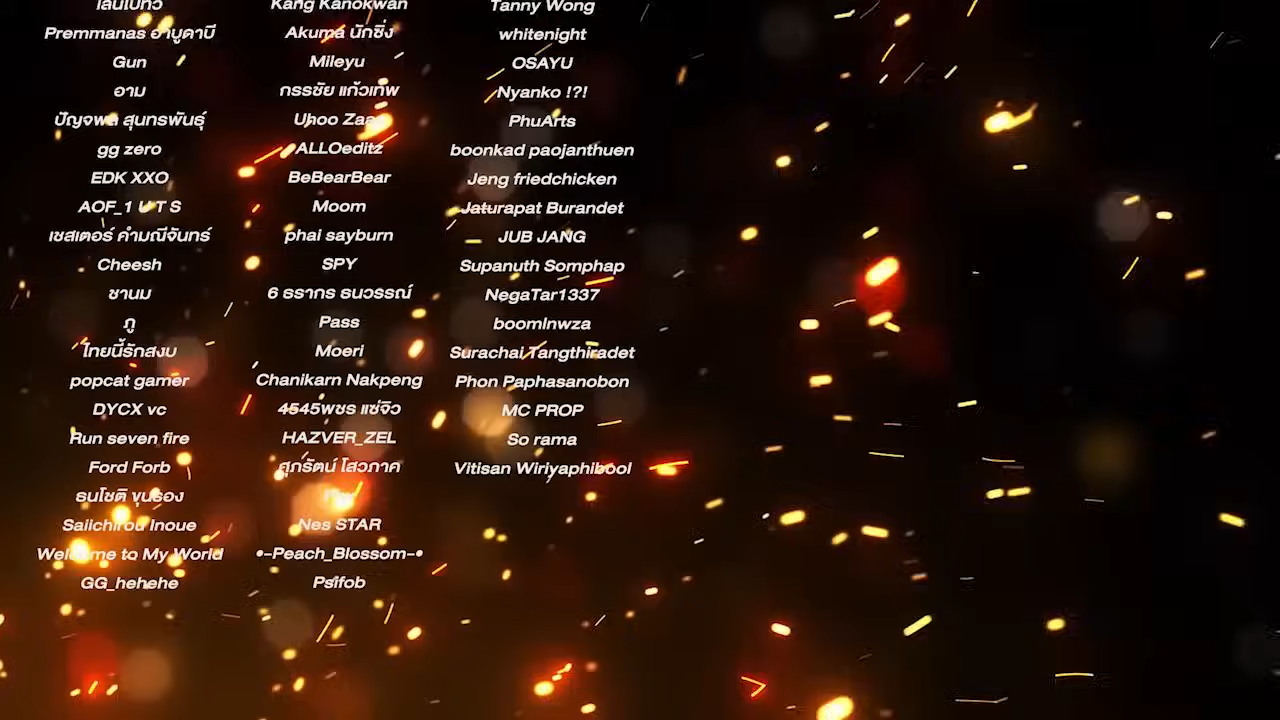 Premmanas อาบูดาบี
Gun
อาม
ปัญจพล สุนทรพันธุ์
gg zero
EDK XXO
AOF_1 U T S
เชสเตอร์ คำมณีจันทร์
Cheesh
ชานม
ภู
ไทยนี้รักสงบ
popcat gamer
DYCX vc
Run seven fire
Ford Forb
ธนโชติ ขุนรอง
Saiichirou Inoue
Welcome to My World
GG_hehehe
Kang Kanokwan
Akuma นักซิ่ง
Mileyu
กรรชัย แก้วเทพ
Uhoo Zaa
ALLOeditz
BeBearBear
Moom
phai sayburn
SPY
6 ธรากร ธนวรรณ์
Pass
Moeri
Chanikarn Nakpeng
4545พชร แซ่จิว
HAZVER_ZEL
สุภรัตน์ โสวภาค
Nes STAR
•-Peach_Blossom-•
Psifob
Tanny Wong
whitenight
OSAYU
Nyanko !?!
PhuArts
boonkad paojanthuen
Jeng friedchicken
Jaturapat Burandet
JUB JANG
Supanuth Somphap
NegaTar1337
boomlnwza
Surachai Tangthiradet
Phon Paphasanobon
MC PROP
So rama
Vitisan Wiriyaphibool